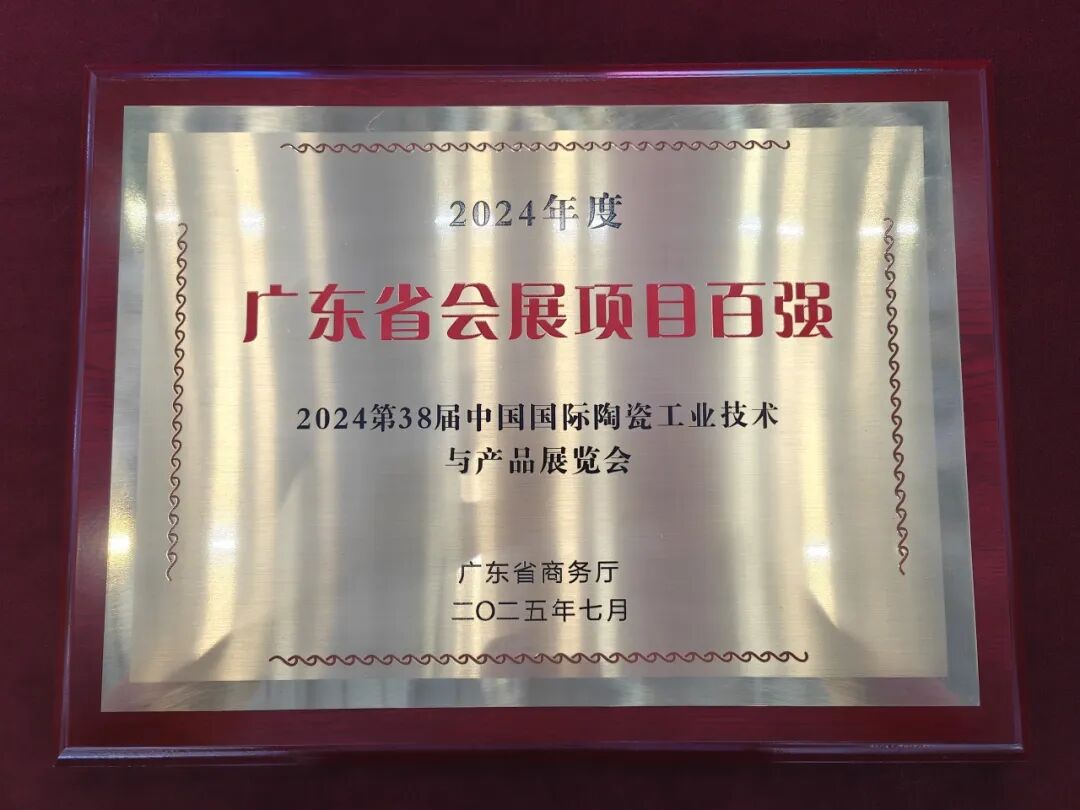 2024年度
广东省会展项目百强
2024第38届中国国际陶瓷工业技术
与产品展览会
广东省商务厅
二〇二五年七月